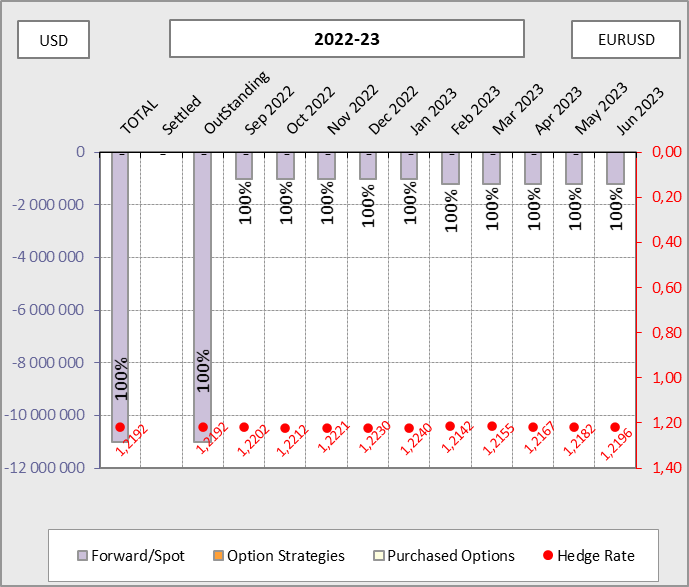 USD
2022-23
EURUSD
TOTAL
Settled
OutStanding
Sep 2022
Oct 2022
Nov 2022
Dec 2022
Jan 2023
Feb 2023
Mar 2023
Apr 2023
May 2023
Jun 2023
0
-2 000 000
-4 000 000
-6 000 000
-8 000 000
-10 000 000
-12 000 000
0,00
0,20
0,40
0,60
0,80
1,00
1,20
1,40
100%
100%
100%
100%
100%
100%
100%
100%
100%
100%
100%
100%
1,2192
1,2192
1,2202
1,2212
1,2221
1,2230
1,2240
1,2142
1,2155
1,2167
1,2182
1,2196
Forward/Spot
Option Strategies
Purchased Options
Hedge Rate